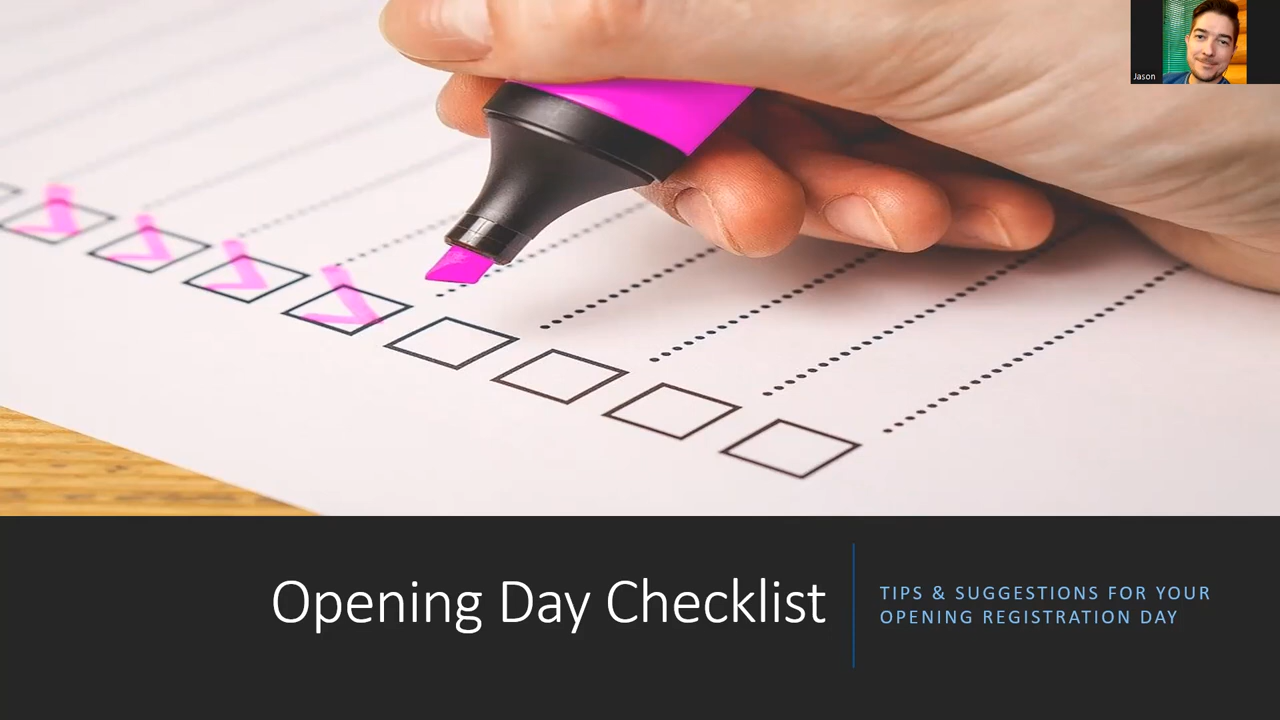 Jason
Opening Day Checklist
TIPS & SUGGESTIONS FOR YOUR
OPENING REGISTRATION DAY